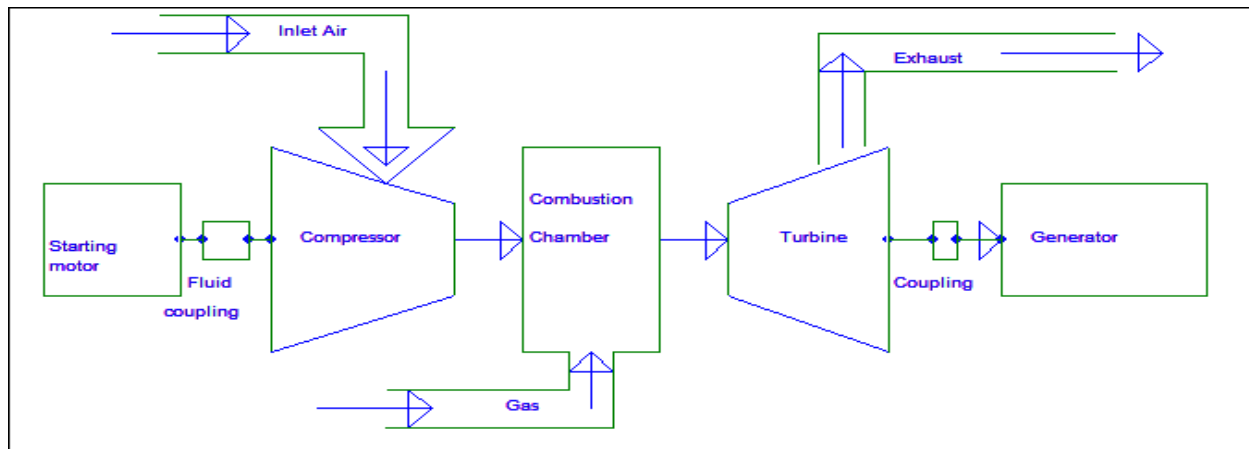 Inlet Air
Exhaust
Starting
motor
Fluid
coupling
Compressor
Combustion
Chamber
Gas
Turbine
Coupling
Generator